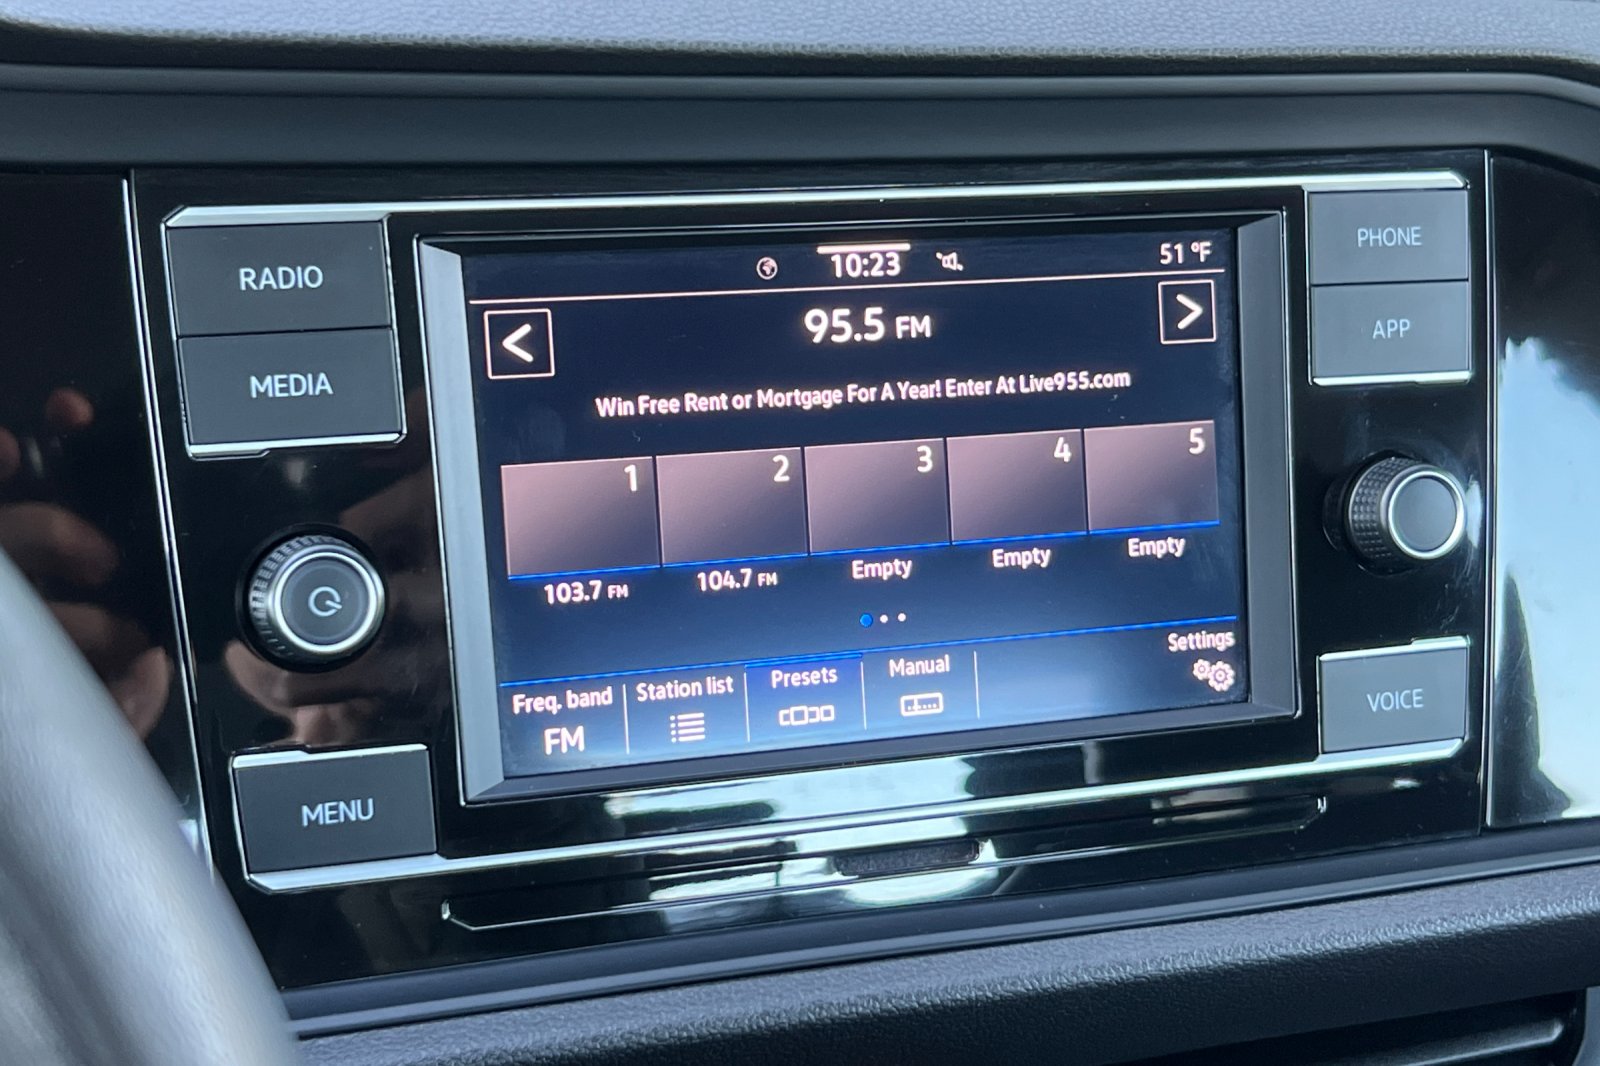 RADIO
MEDIA
MENU
PHONE
APP
VOICE
10:23
51 °F
<
95.5 FM
>
Win Free Rent or Mortgage For A Year! Enter At Live955.com
1
2
3
4
5
103.7 FM
104.7 FM
Empty
Empty
Empty
Freq. band
FM
Station list
Presets
Manual
Settings